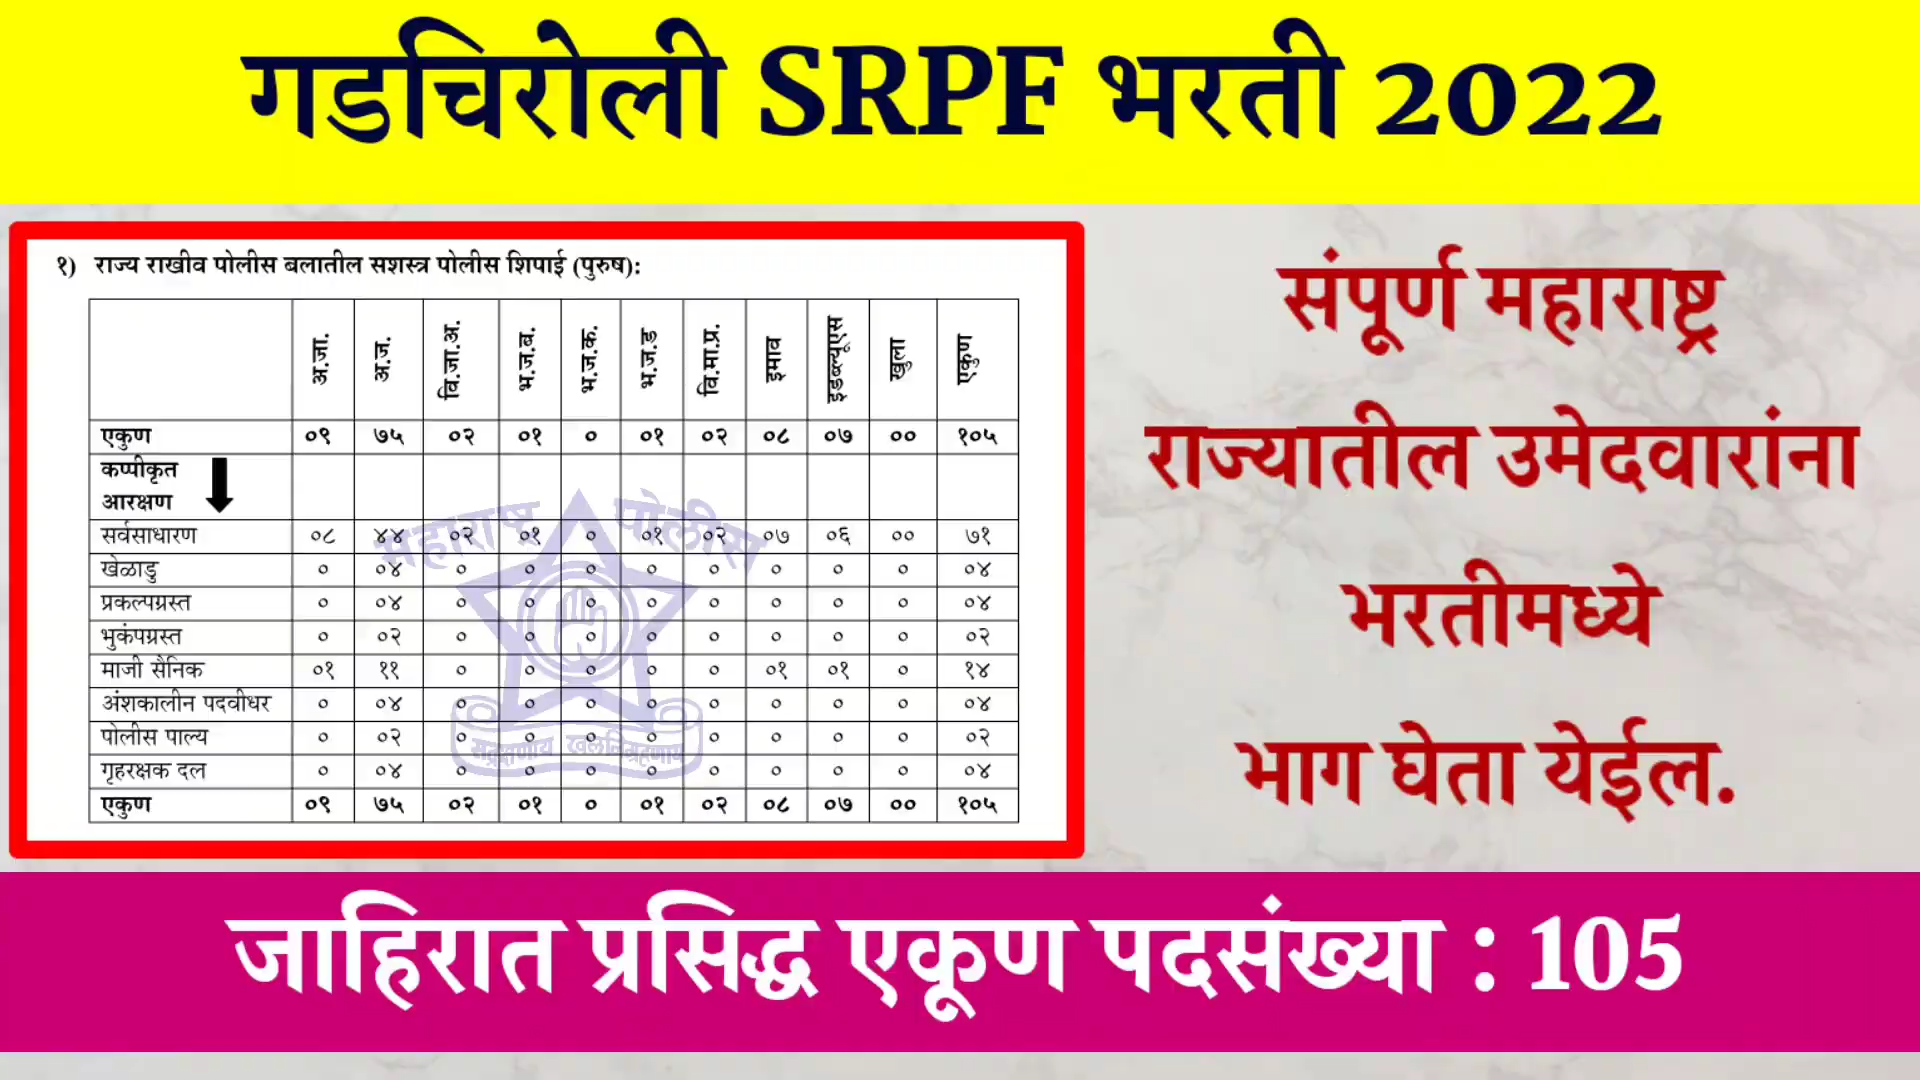 गडचिरोली SRPF भरती 2022
१) राज्य राखीव पोलीस बलातील सशस्त्र पोलीस शिपाई (पुरुष):
अ.जा. अ.ज. वि.जा.अ. भ.ज.ब. भ.ज.क. भ.ज.ड वि.मा.प्र. इमाव इडब्ल्यूएस खुला एकुण
एकुण ०९ ७५ ०२ ०१ ० ०१ ०२ ०८ ०७ ०० १०५
कप्पीकृत
आरक्षण
सर्वसाधारण ०८ ४४ ०२ ०१ ० ०१ ०२ ०७ ०६ ०० ७१
खेळाडु ० ०४ ० ० ० ० ० ० ० ० ०४
प्रकल्पग्रस्त ० ०४ ० ० ० ० ० ० ० ० ०४
भुकंपग्रस्त ० ०२ ० ० ० ० ० ० ० ० ०२
माजी सैनिक ०१ ११ ० ० ० ० ० ०१ ०१ ० १४
अंशकालीन पदवीधर ० ०४ ० ० ० ० ० ० ० ० ०४
पोलीस पाल्य ० ०२ ० ० ० ० ० ० ० ० ०२
गृहरक्षक दल ० ०४ ० ० ० ० ० ० ० ० ०४
एकुण ०९ ७५ ०२ ०१ ० ०१ ०२ ०८ ०७ ०० १०५
महाराष्ट्र पोलीस
सद्रक्षणाय खलनिग्रहणाय
संपूर्ण महाराष्ट्र
राज्यातील उमेदवारांना
भरतीमध्ये
भाग घेता येईल.
जाहिरात प्रसिद्ध एकूण पदसंख्या : 105